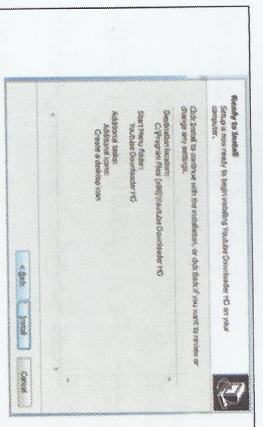 Ready to Install
Setup is now ready to begin installing Youtube Downloader HD on your
computer.
Click Install to continue with the installation, or click Back if you want to review or
change any settings.
Destination location:
C:\Program Files (x86)\Youtube Downloader HD
Start Menu folder:
Youtube Downloader HD
Additional tasks:
Additional icons:
Create a desktop icon
< Back
Install
Cancel